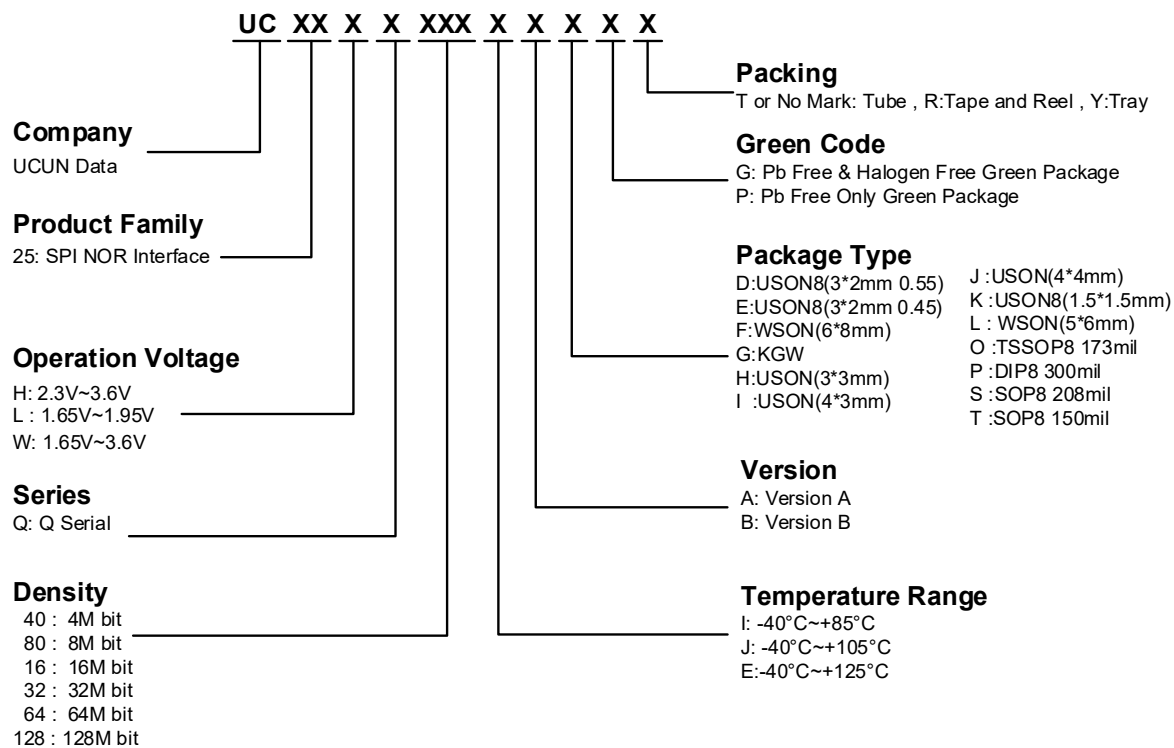 UC XX X X XXX X X X X X
Company
UCUN Data
Product Family
25: SPI NOR Interface
Operation Voltage
H: 2.3V~3.6V
L : 1.65V~1.95V
W: 1.65V~3.6V
Series
Q: Q Serial
Density
40 : 4M bit
80 : 8M bit
16 : 16M bit
32 : 32M bit
64 : 64M bit
128 : 128M bit
Packing
T or No Mark: Tube , R:Tape and Reel , Y:Tray
Green Code
G: Pb Free & Halogen Free Green Package
P: Pb Free Only Green Package
Package Type
D:USON8(3*2mm 0.55)
E:USON8(3*2mm 0.45)
F:WSON(6*8mm)
G:KGW
H:USON(3*3mm)
I :USON(4*3mm)
J :USON(4*4mm)
K :USON8(1.5*1.5mm)
L : WSON(5*6mm)
O :TSSOP8 173mil
P :DIP8 300mil
S :SOP8 208mil
T :SOP8 150mil
Version
A: Version A
B: Version B
Temperature Range
I: -40°C~+85°C
J: -40°C~+105°C
E:-40°C~+125°C